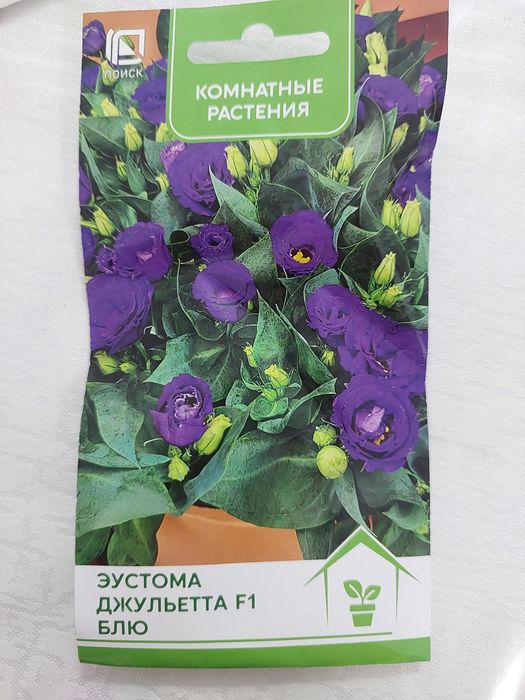 ПОИСК
КОМНАТНЫЕ
РАСТЕНИЯ
ЭУСТОМА
ДЖУЛЬЕТТА F1
БЛЮ